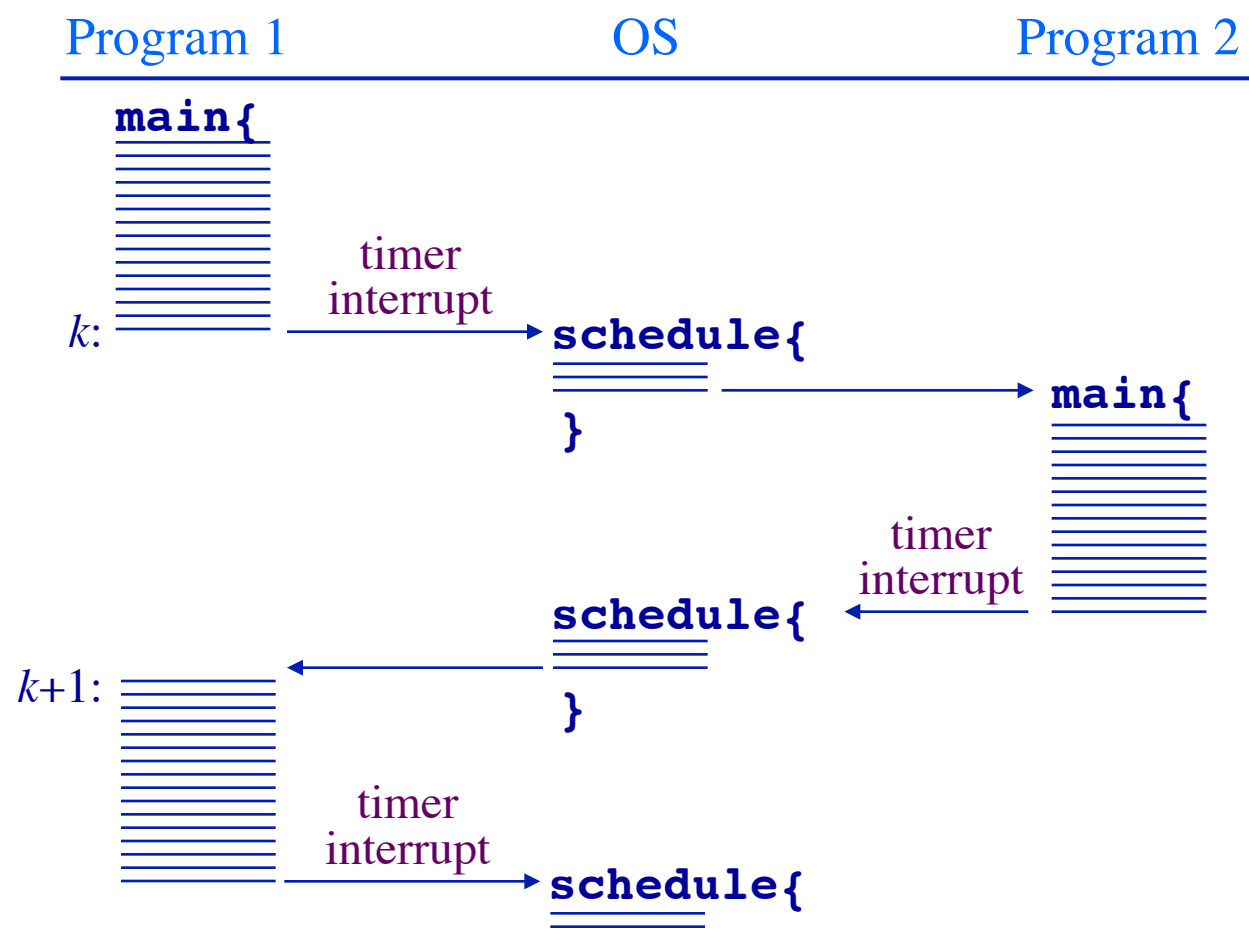 Program 1 OS Program 2
main{
timer
interrupt
k:
schedule{
main{
}
timer
interrupt
schedule{
k+1:
}
timer
interrupt
schedule{